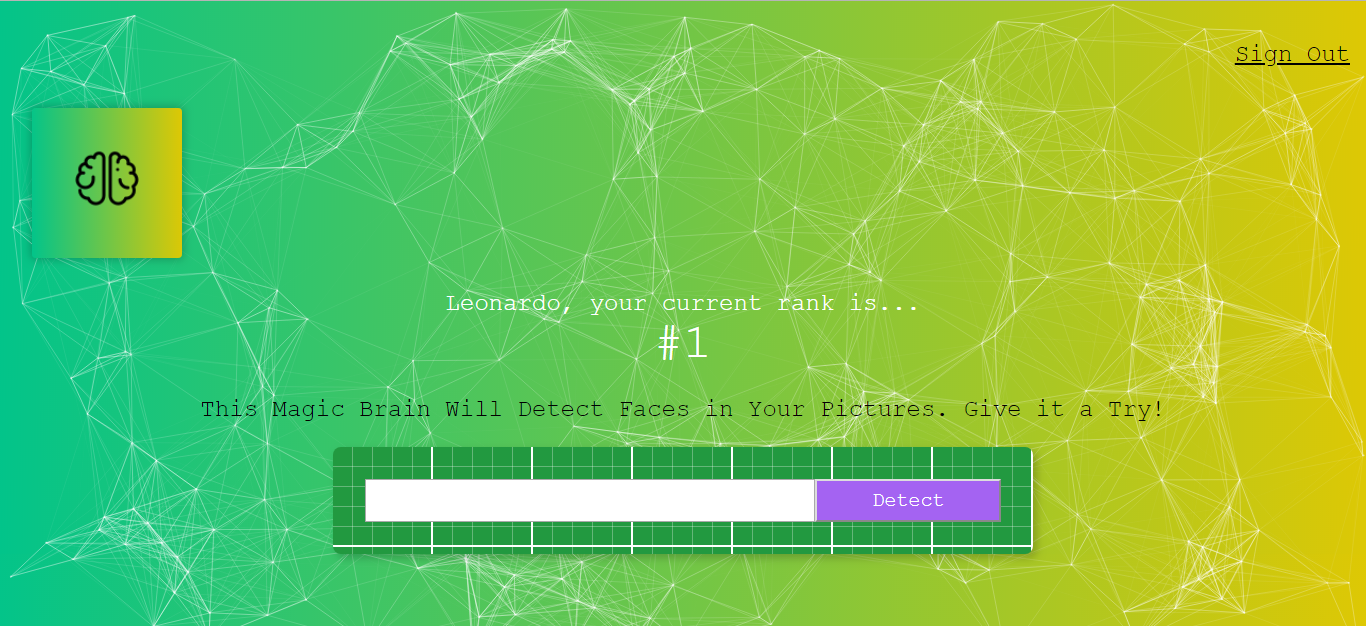 Sign Out
Leonardo, your current rank is...
#1
This Magic Brain Will Detect Faces in Your Pictures. Give it a Try!
Detect